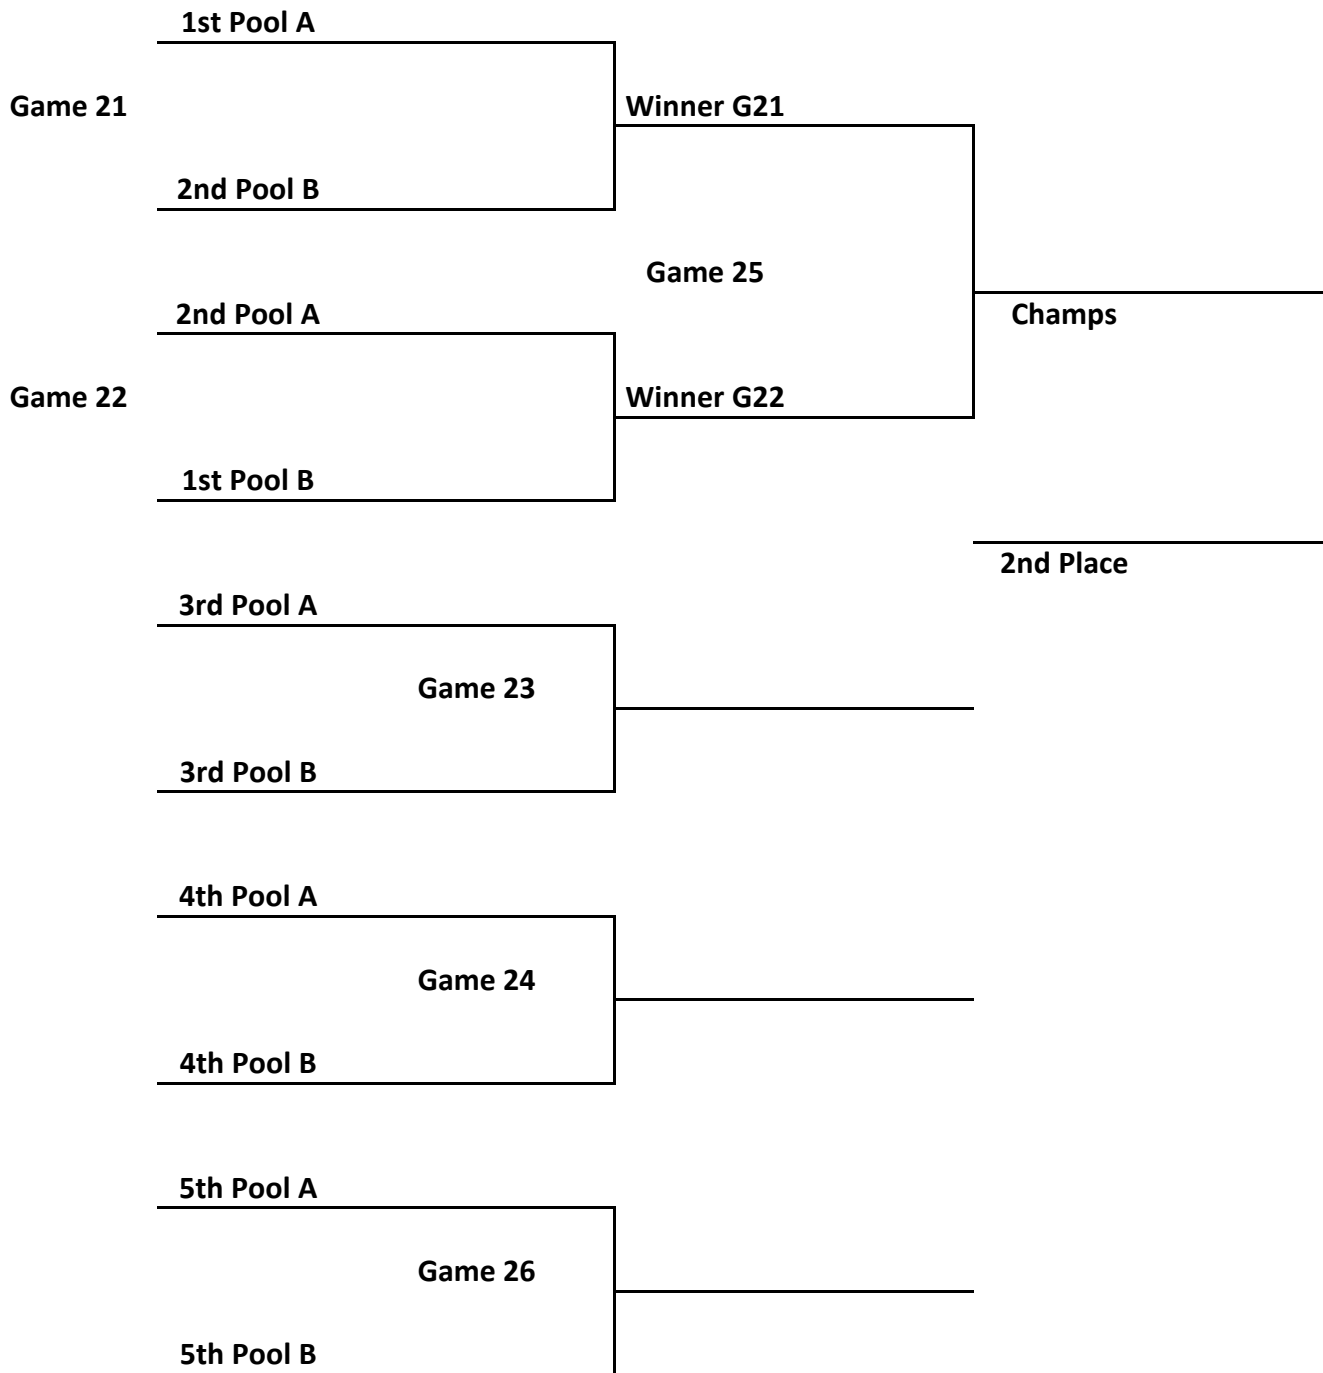 1st Pool A
Game 21
Winner G21
2nd Pool B
Game 25
2nd Pool A
Champs
Game 22
Winner G22
1st Pool B
2nd Place
3rd Pool A
Game 23
3rd Pool B
4th Pool A
Game 24
4th Pool B
5th Pool A
Game 26
5th Pool B